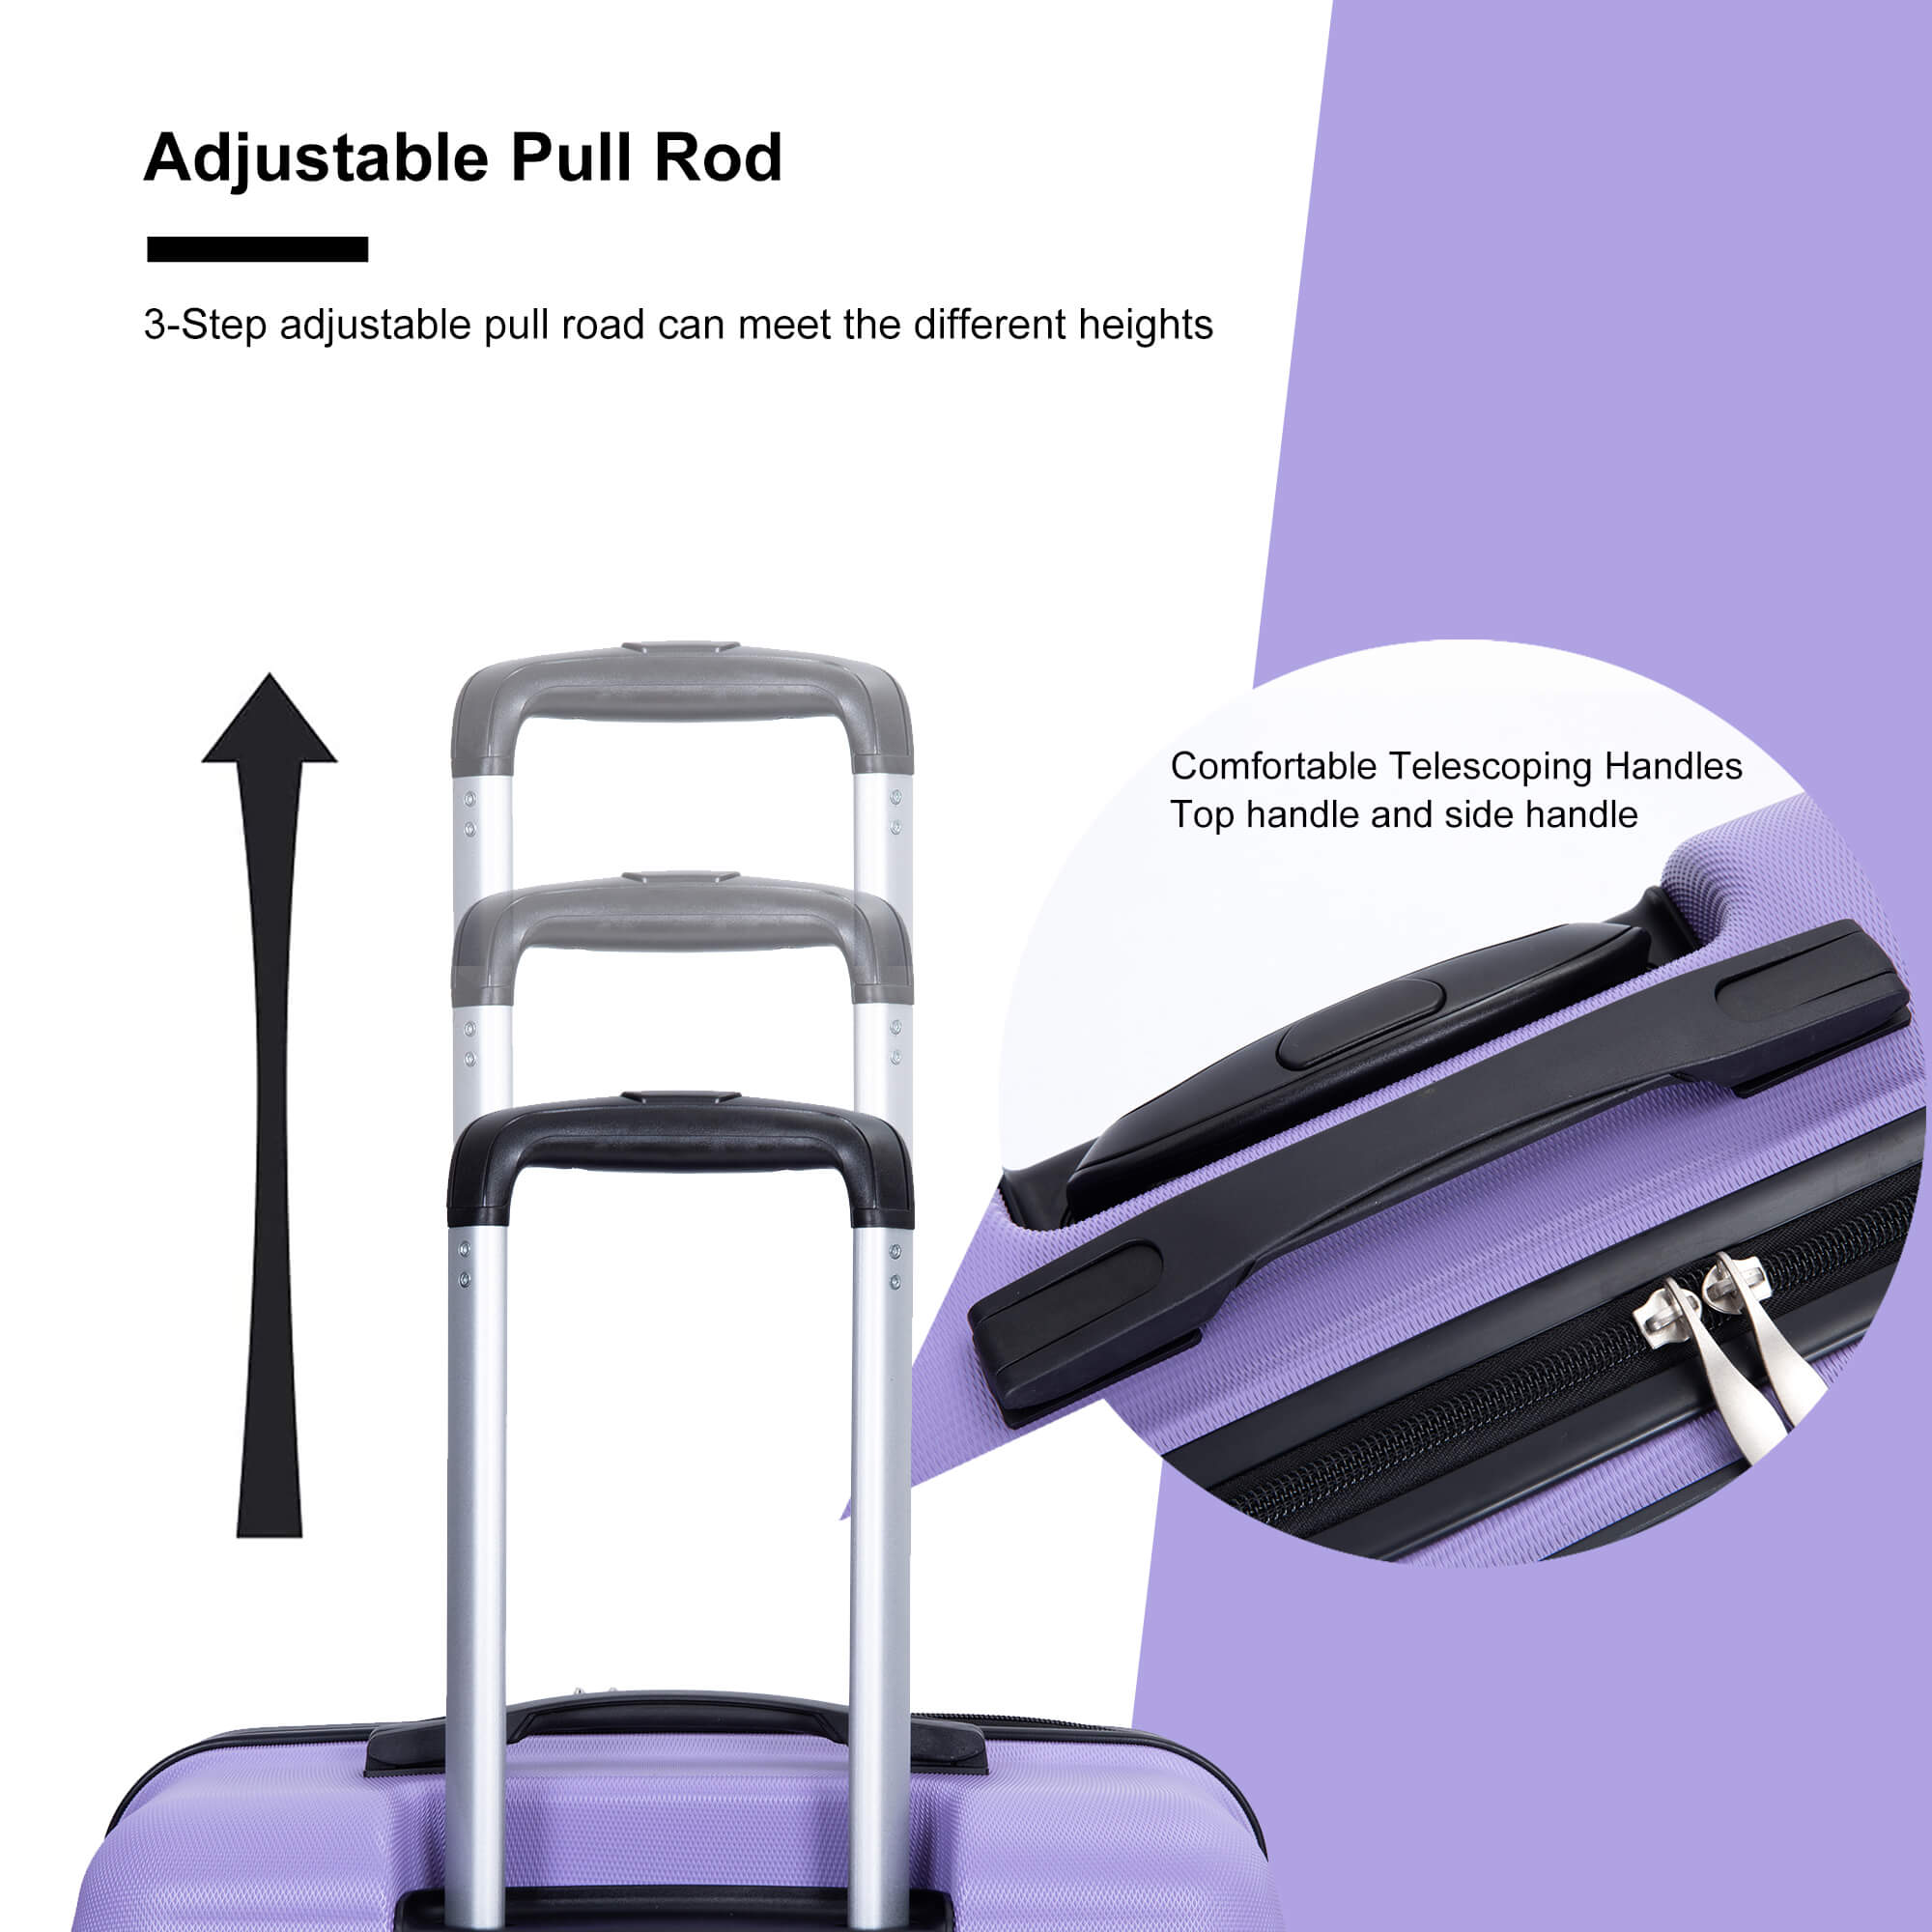 Adjustable Pull Rod
3-Step adjustable pull road can meet the different heights
Comfortable Telescoping Handles
Top handle and side handle